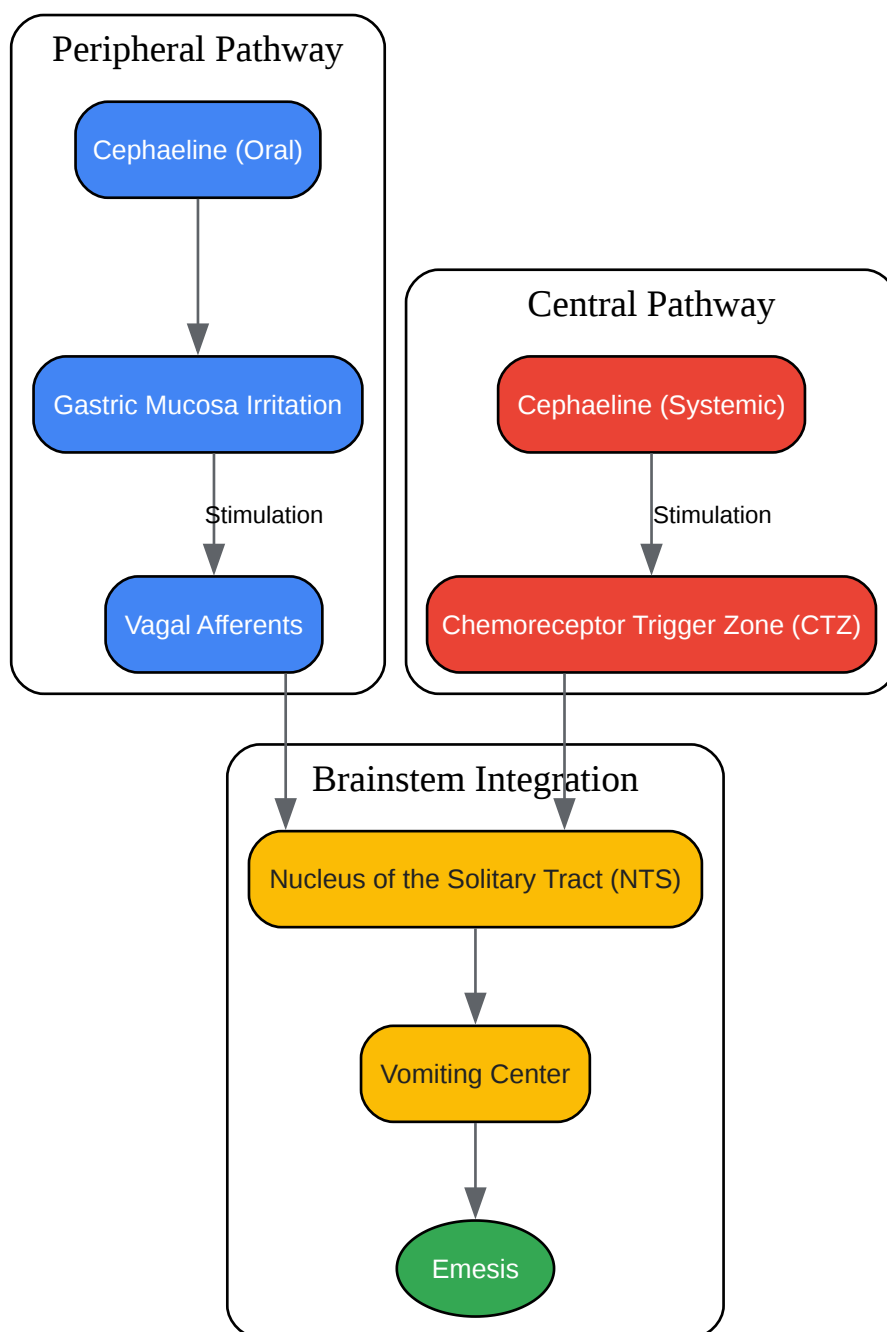 Peripheral Pathway
Cephaeline (Oral)
Gastric Mucosa Irritation
Stimulation
Vagal Afferents
Central Pathway
Cephaeline (Systemic)
Stimulation
Chemoreceptor Trigger Zone (CTZ)
Brainstem Integration
Nucleus of the Solitary Tract (NTS)
Vomiting Center
Emesis